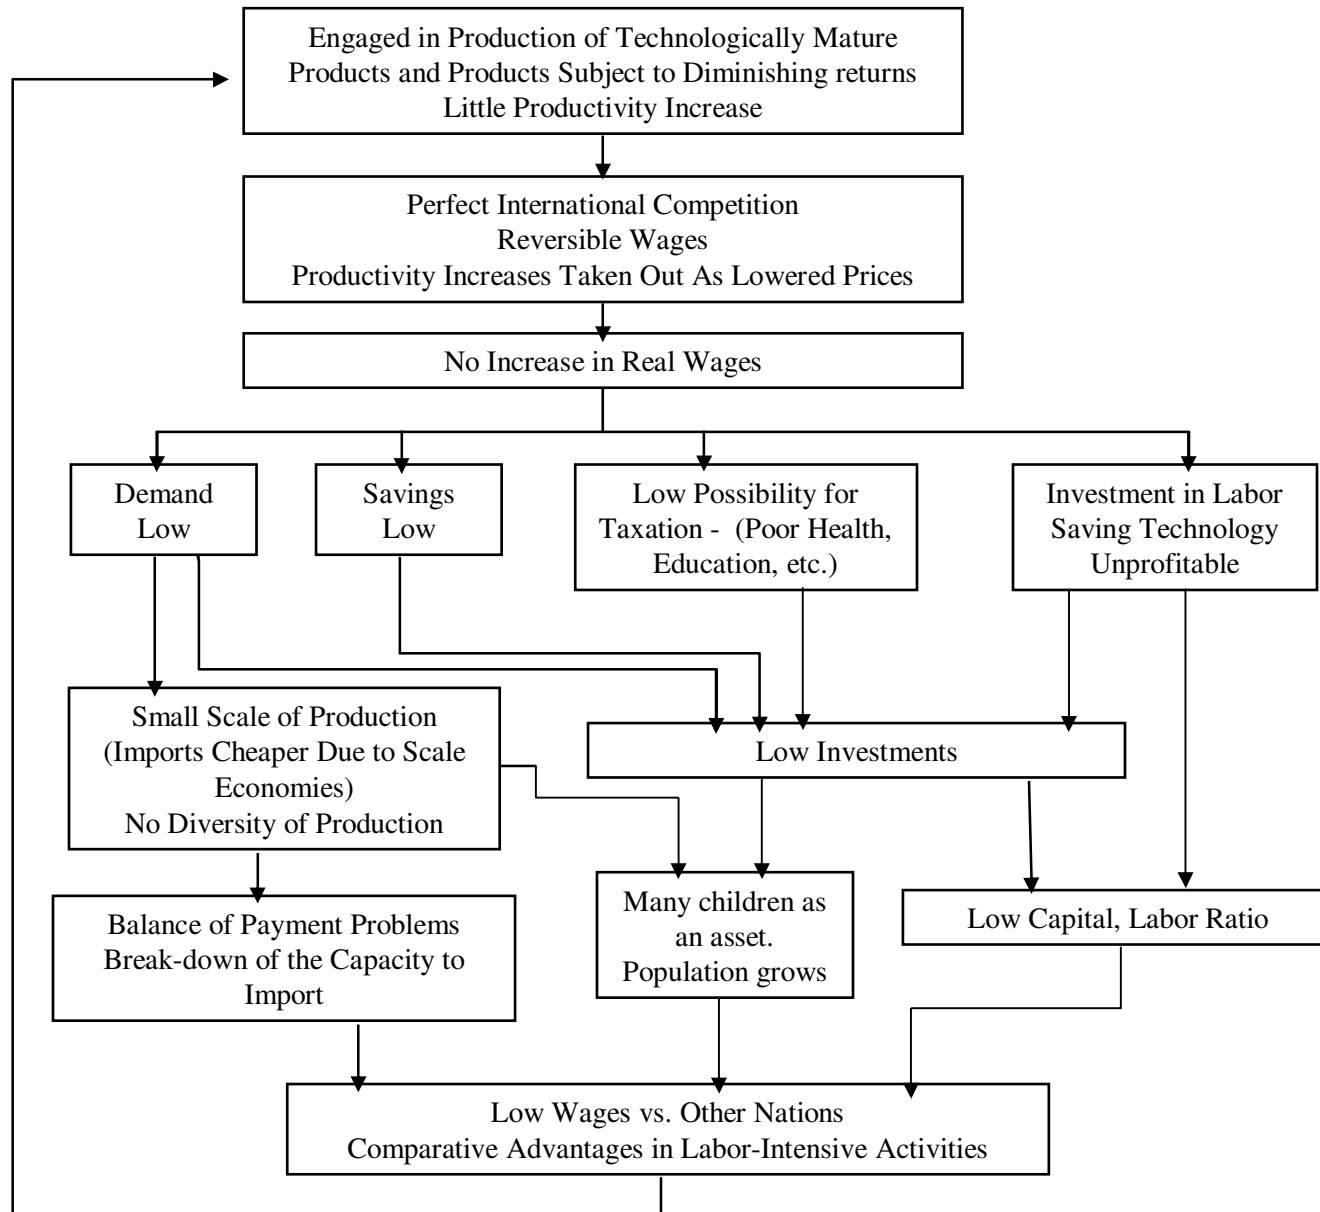 Engaged in Production of Technologically Mature
Products and Products Subject to Diminishing returns
Little Productivity Increase
Perfect International Competition
Reversible Wages
Productivity Increases Taken Out As Lowered Prices
No Increase in Real Wages
Demand
Low
Savings
Low
Low Possibility for
Taxation - (Poor Health,
Education, etc.)
Investment in Labor
Saving Technology
Unprofitable
Small Scale of Production
(Imports Cheaper Due to Scale
Economies)
No Diversity of Production
Low Investments
Balance of Payment Problems
Break-down of the Capacity to
Import
Many children as
an asset.
Population grows
Low Capital, Labor Ratio
Low Wages vs. Other Nations
Comparative Advantages in Labor-Intensive Activities